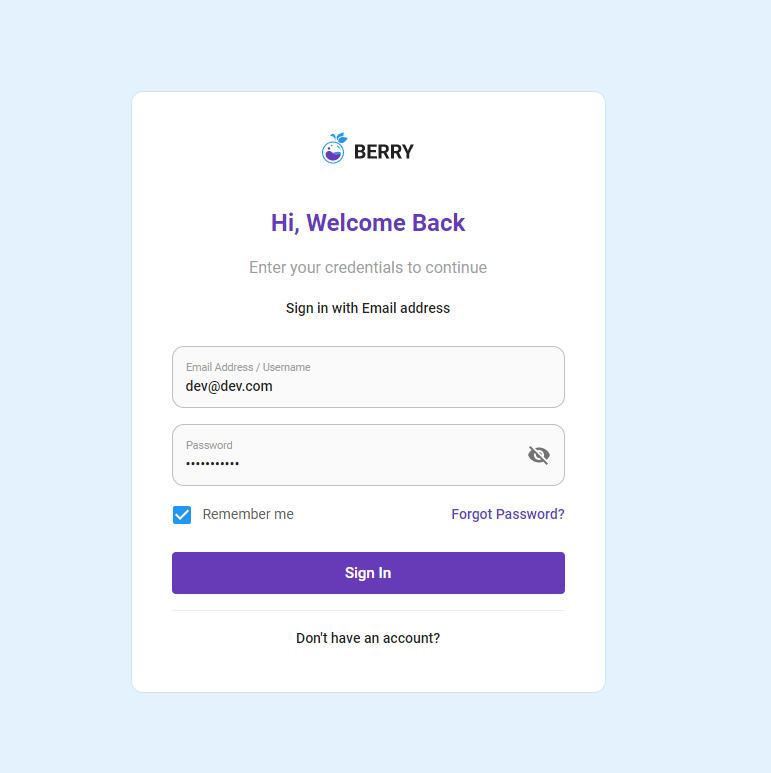 BERRY
Hi, Welcome Back
Enter your credentials to continue
Sign in with Email address
Email Address / Username
dev@dev.com
Password
•••••••••••
Remember me
Forgot Password?
Sign In
Don't have an account?